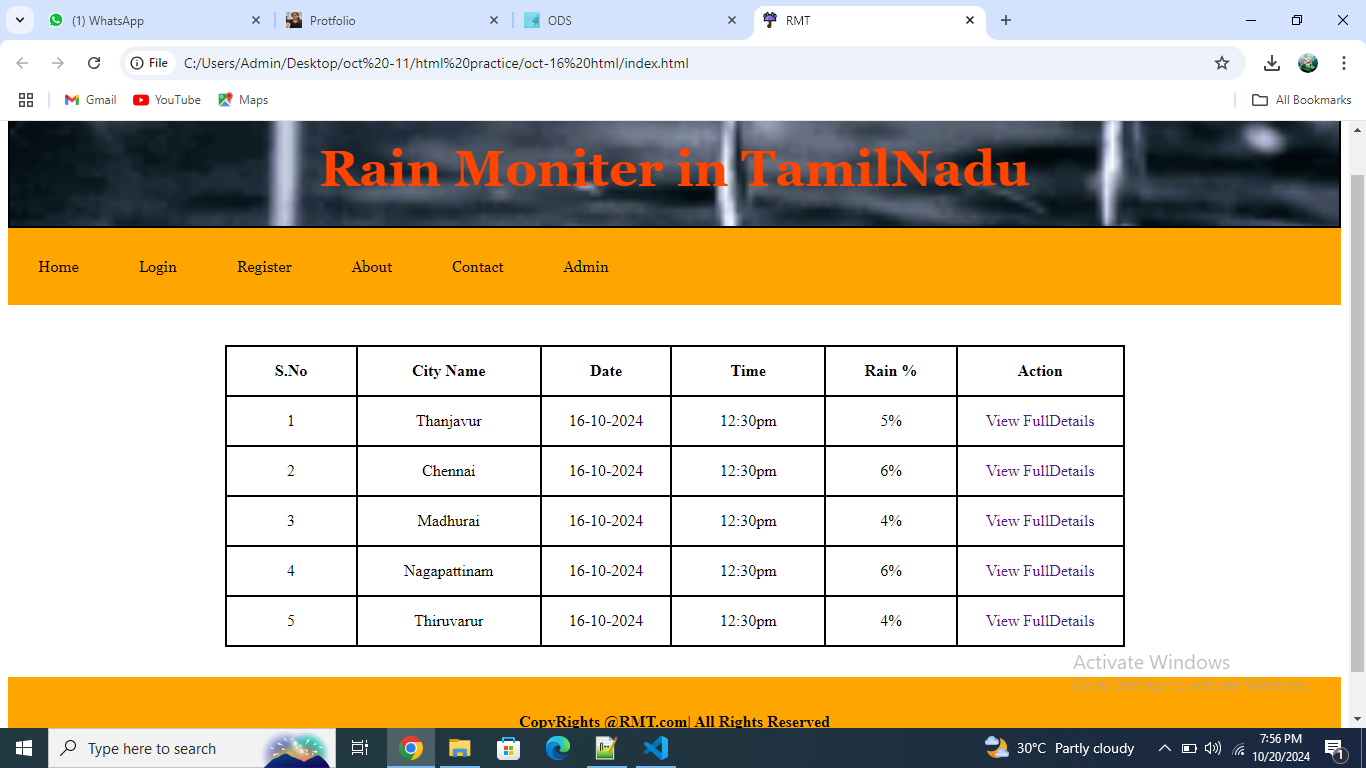 (1) WhatsApp
Protfolio
ODS
RMT
File
C:/Users/Admin/Desktop/oct%20-11/html%20practice/oct-16%20html/index.html
Gmail
YouTube
Maps
All Bookmarks
Rain Moniter in TamilNadu
Home Login Register About Contact Admin
S.No City Name Date Time Rain % Action
1 Thanjavur 16-10-2024 12:30pm 5% View FullDetails
2 Chennai 16-10-2024 12:30pm 6% View FullDetails
3 Madhurai 16-10-2024 12:30pm 4% View FullDetails
4 Nagapattinam 16-10-2024 12:30pm 6% View FullDetails
5 Thiruvarur 16-10-2024 12:30pm 4% View FullDetails
Activate Windows
Go to Settings to activate Windows.
CopyRights @RMT.com| All Rights Reserved
Type here to search
30°C Partly cloudy
7:56 PM
10/20/2024
1